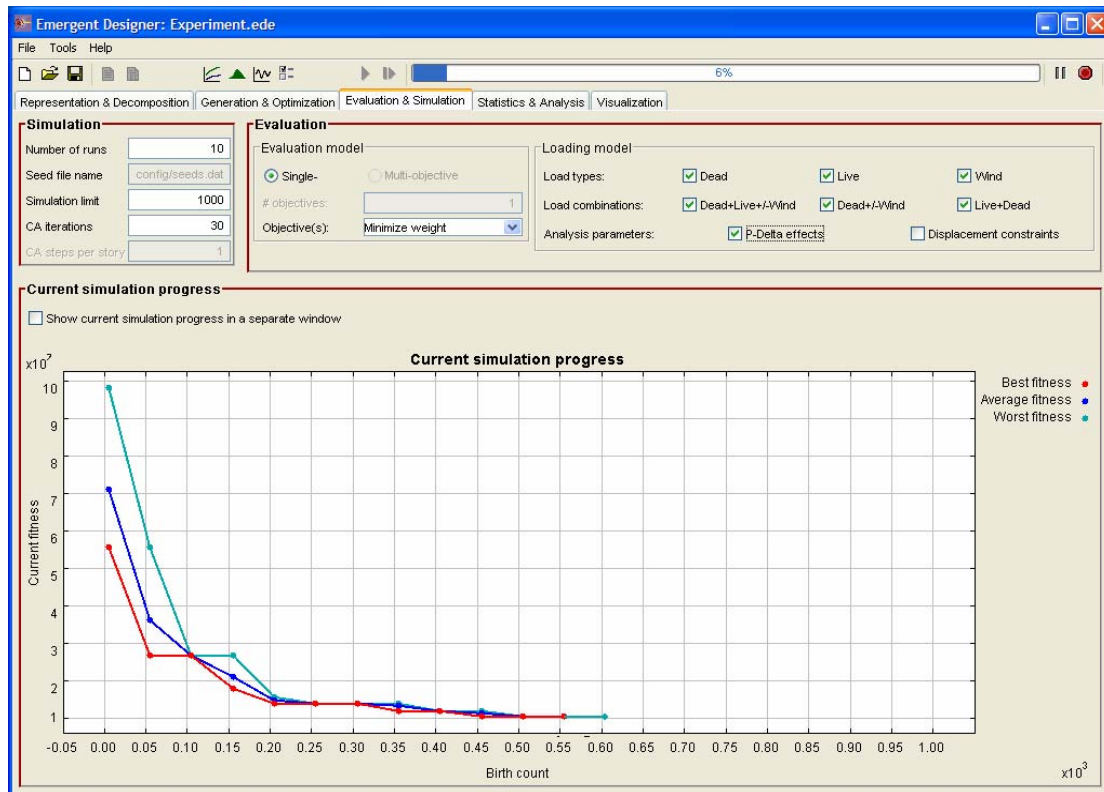 Emergent Designer: Experiment.ede
File Tools Help
6%
Representation & Decomposition Generation & Optimization Evaluation & Simulation Statistics & Analysis Visualization
Simulation
Number of runs 10
Seed file name config/seeds.dat
Simulation limit 1000
CA iterations 30
CA steps per story 1
Evaluation
Evaluation model
Single- Multi-objective
# objectives: 1
Objective(s): Minimize weight
Loading model
Load types: Dead Live Wind
Load combinations: Dead+Live+/-Wind Dead+/-Wind Live+Dead
Analysis parameters: P-Delta effects Displacement constraints
Current simulation progress
Show current simulation progress in a separate window
Current simulation progress
x10^7
10
9
8
7
6
5
4
3
2
1
Current fitness
Best fitness
Average fitness
Worst fitness
-0.05 0.00 0.05 0.10 0.15 0.20 0.25 0.30 0.35 0.40 0.45 0.50 0.55 0.60 0.65 0.70 0.75 0.80 0.85 0.90 0.95 1.00
Birth count
x10^3